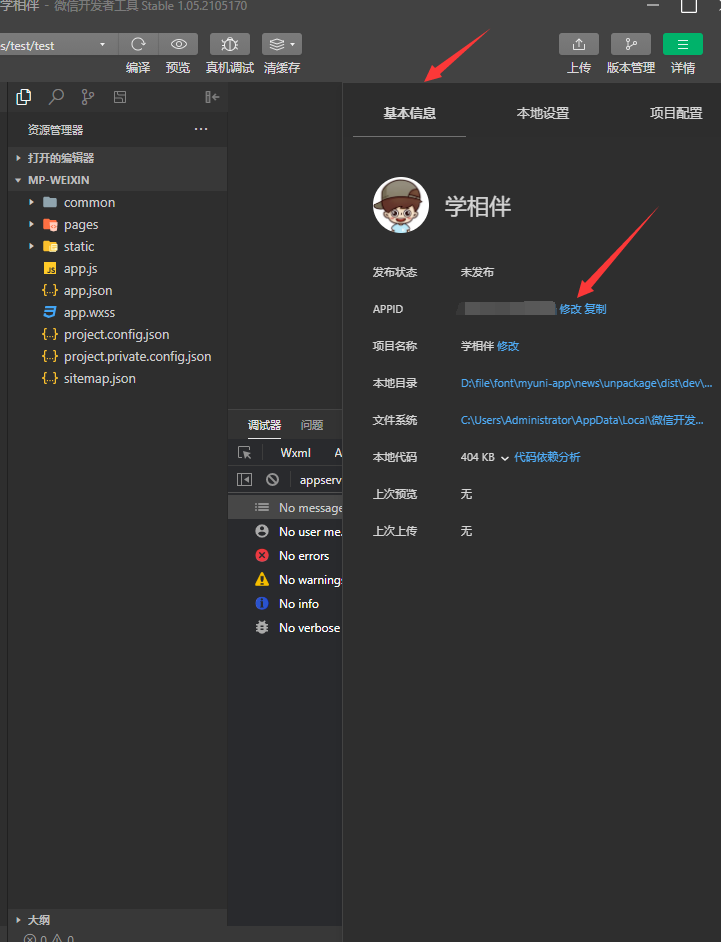 学相伴 - 微信开发者工具 Stable 1.05.2105170
s/test/test
编译 预览 真机调试 清缓存 上传 版本管理 详情
资源管理器 ...
打开的编辑器
MP-WEIXIN
common
pages
static
JS app.js
{..} app.json
app.wxss
{..} project.config.json
{..} project.private.config.json
{..} sitemap.json
大纲
0 0
调试器 问题
Wxml A
appserv
No message
No user me.
No errors
No warnings
No info
No verbose
基本信息 本地设置 项目配置
学相伴
发布状态 未发布
APPID 修改 复制
项目名称 学相伴 修改
本地目录 D:\file\font\myuni-app\news\unpackage\dist\dev\...
文件系统 C:\Users\Administrator\AppData\Local\微信开发...
本地代码 404 KB 代码依赖分析
上次预览 无
上次上传 无